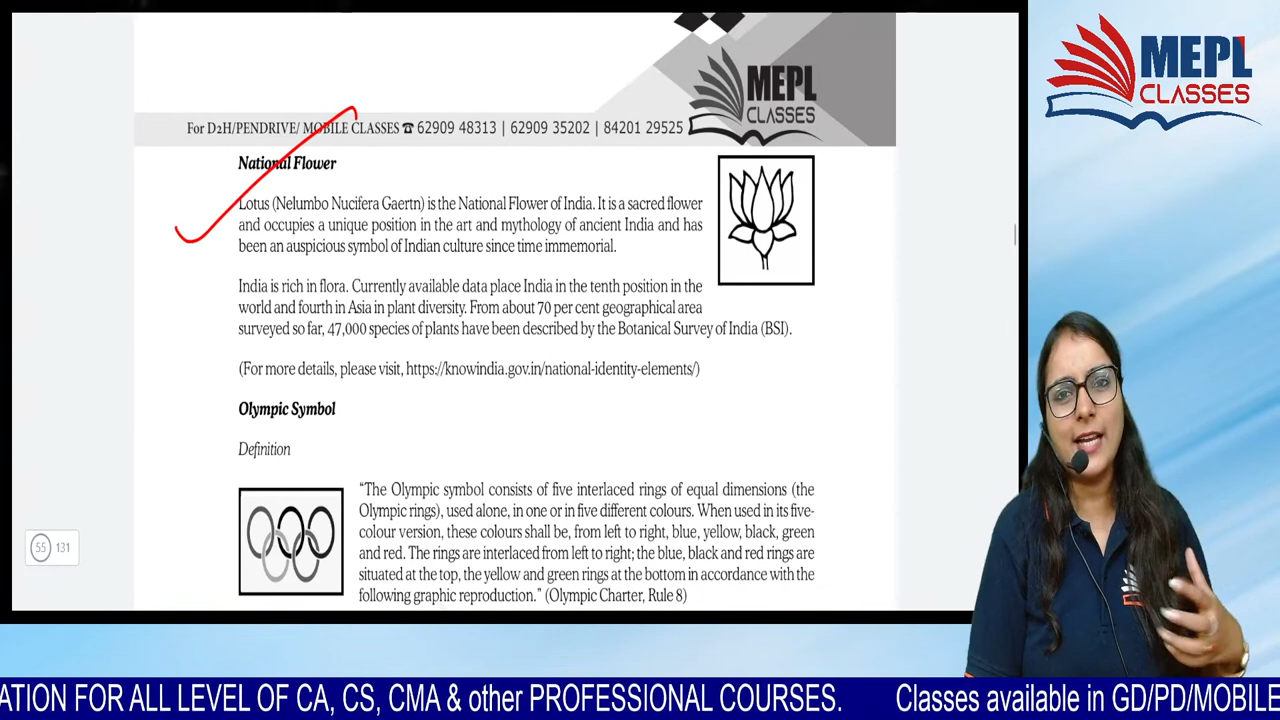 MEPL
CLASSES
MEPL
CLASSES
For D2H/PENDRIVE/ MOBILE CLASSES ☎ 62909 48313 | 62909 35202 | 84201 29525
National Flower
Lotus (Nelumbo Nucifera Gaertn) is the National Flower of India. It is a sacred flower
and occupies a unique position in the art and mythology of ancient India and has
been an auspicious symbol of Indian culture since time immemorial.
India is rich in flora. Currently available data place India in the tenth position in the
world and fourth in Asia in plant diversity. From about 70 per cent geographical area
surveyed so far, 47,000 species of plants have been described by the Botanical Survey of India (BSI).
(For more details, please visit, https://knowindia.gov.in/national-identity-elements/)
Olympic Symbol
Definition
“The Olympic symbol consists of five interlaced rings of equal dimensions (the
Olympic rings), used alone, in one or in five different colours. When used in its five-
colour version, these colours shall be, from left to right, blue, yellow, black, green
and red. The rings are interlaced from left to right; the blue, black and red rings are
situated at the top, the yellow and green rings at the bottom in accordance with the
following graphic reproduction.” (Olympic Charter, Rule 8)
55 131
ATION FOR ALL LEVEL OF CA, CS, CMA & other PROFESSIONAL COURSES. Classes available in GD/PD/MOBILE